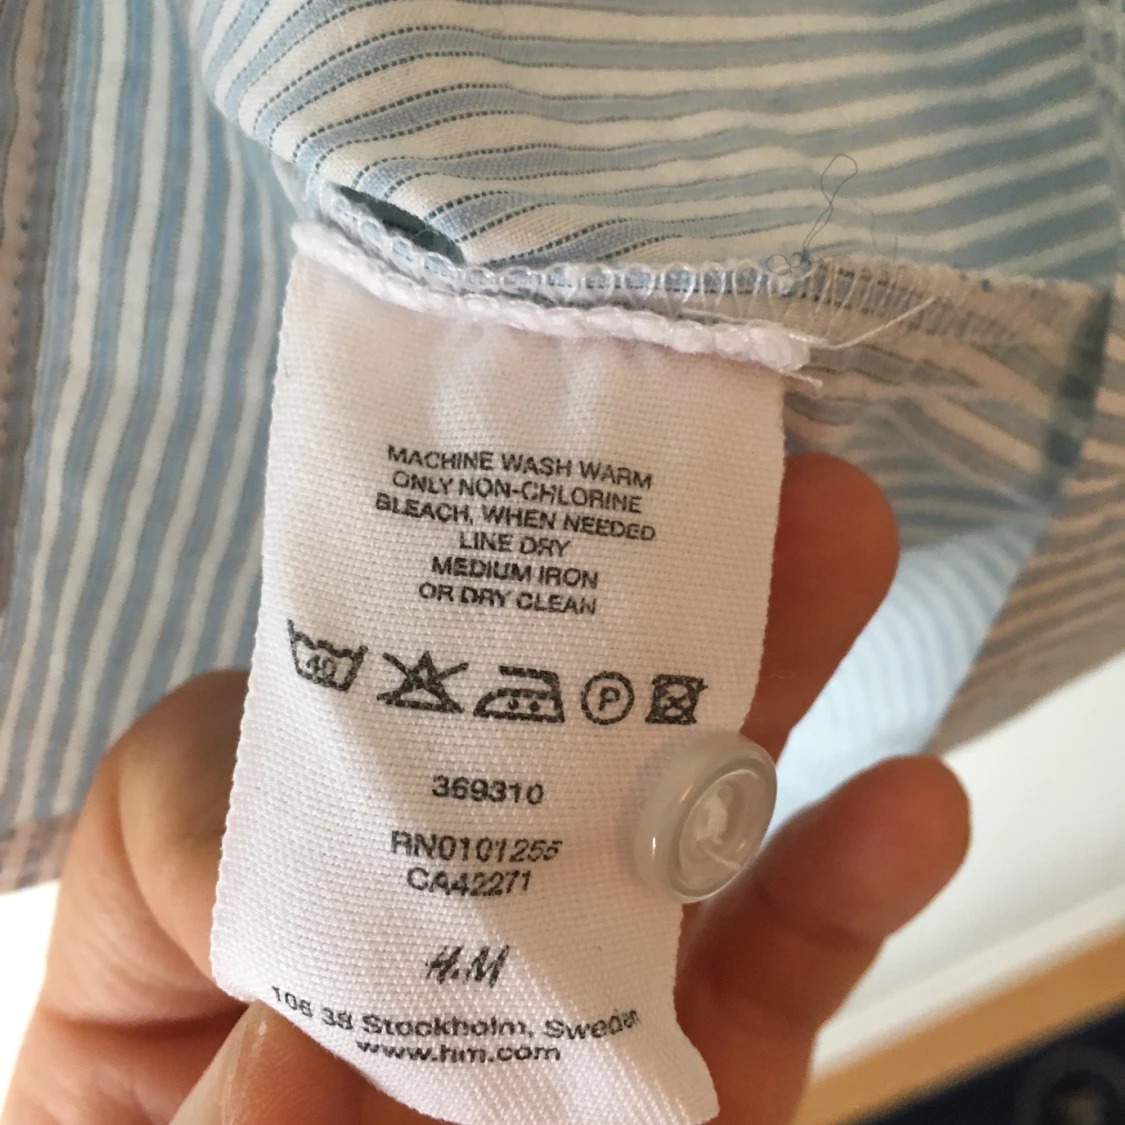 MACHINE WASH WARM
ONLY NON-CHLORINE
BLEACH, WHEN NEEDED
LINE DRY
MEDIUM IRON
OR DRY CLEAN
40 P
369310
RN0101255
CA42271
H&M
106 38 Stockholm, Sweden
www.hm.com